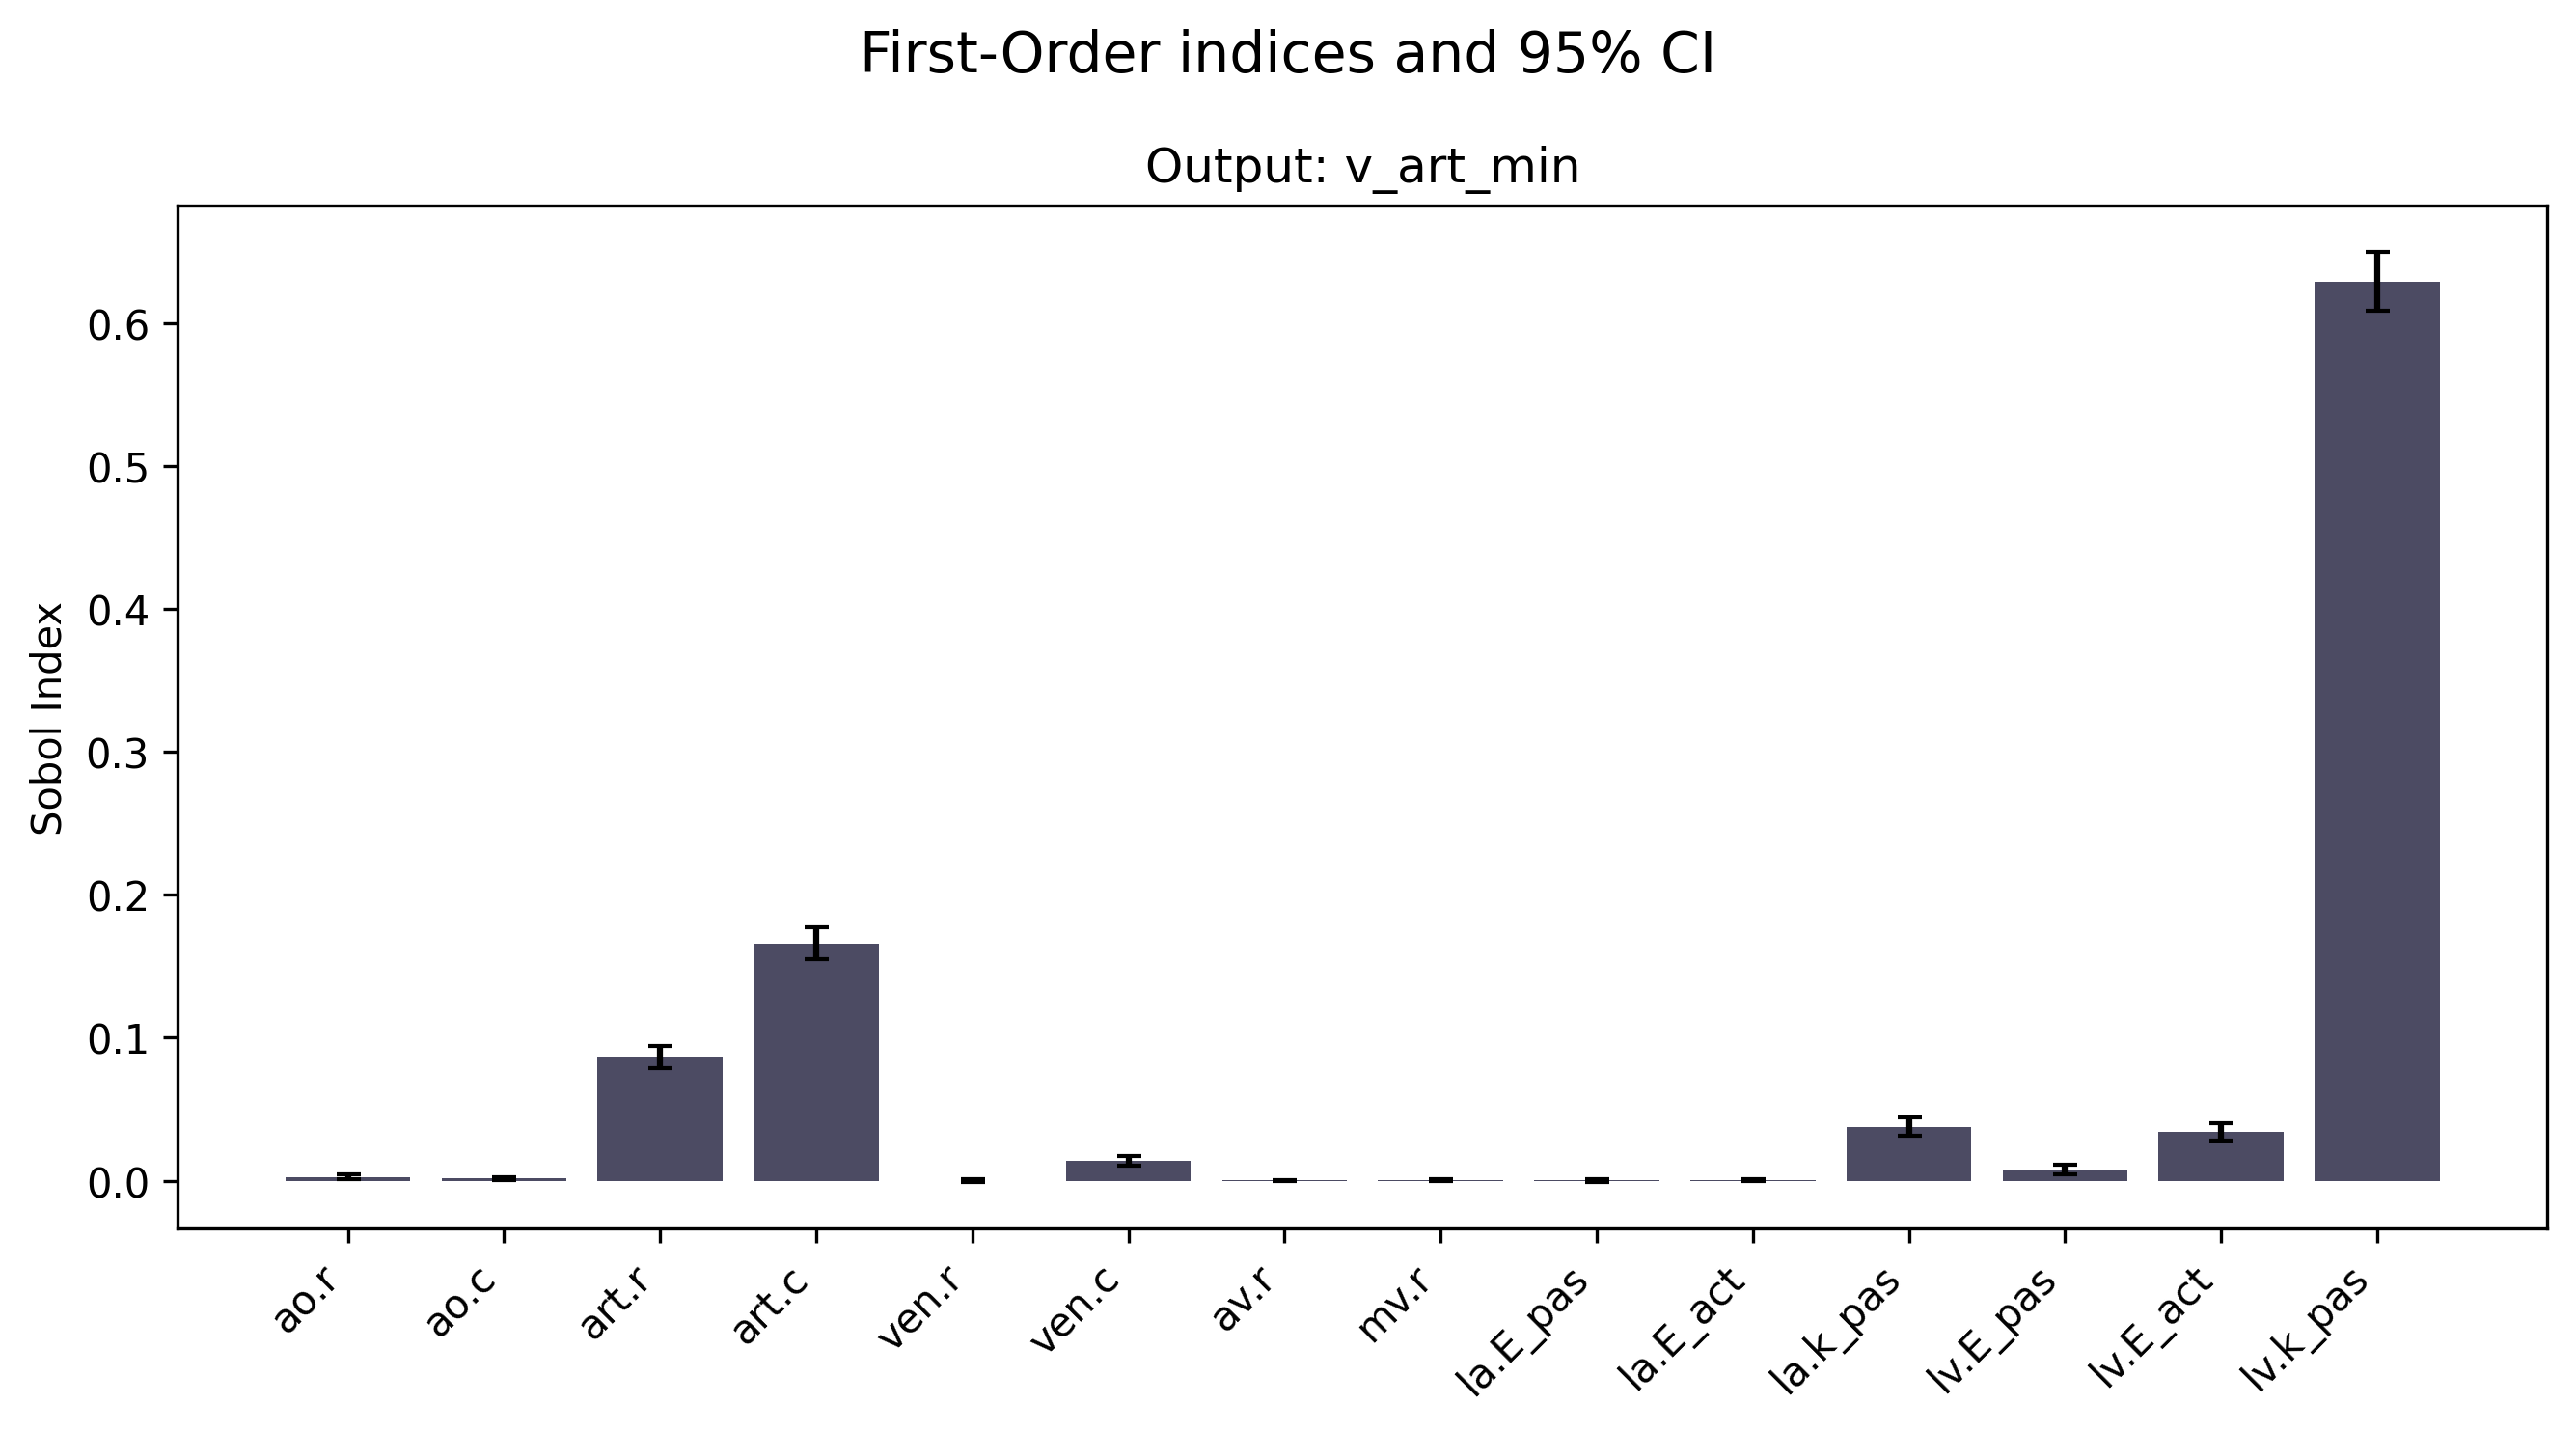 First-Order indices and 95% CI
Output: v_art_min
Sobol Index
0.6
0.5
0.4
0.3
0.2
0.1
0.0
ao.r
ao.c
art.r
art.c
ven.r
ven.c
av.r
mv.r
la.E_pas
la.E_act
la.k_pas
lv.E_pas
lv.E_act
lv.k_pas